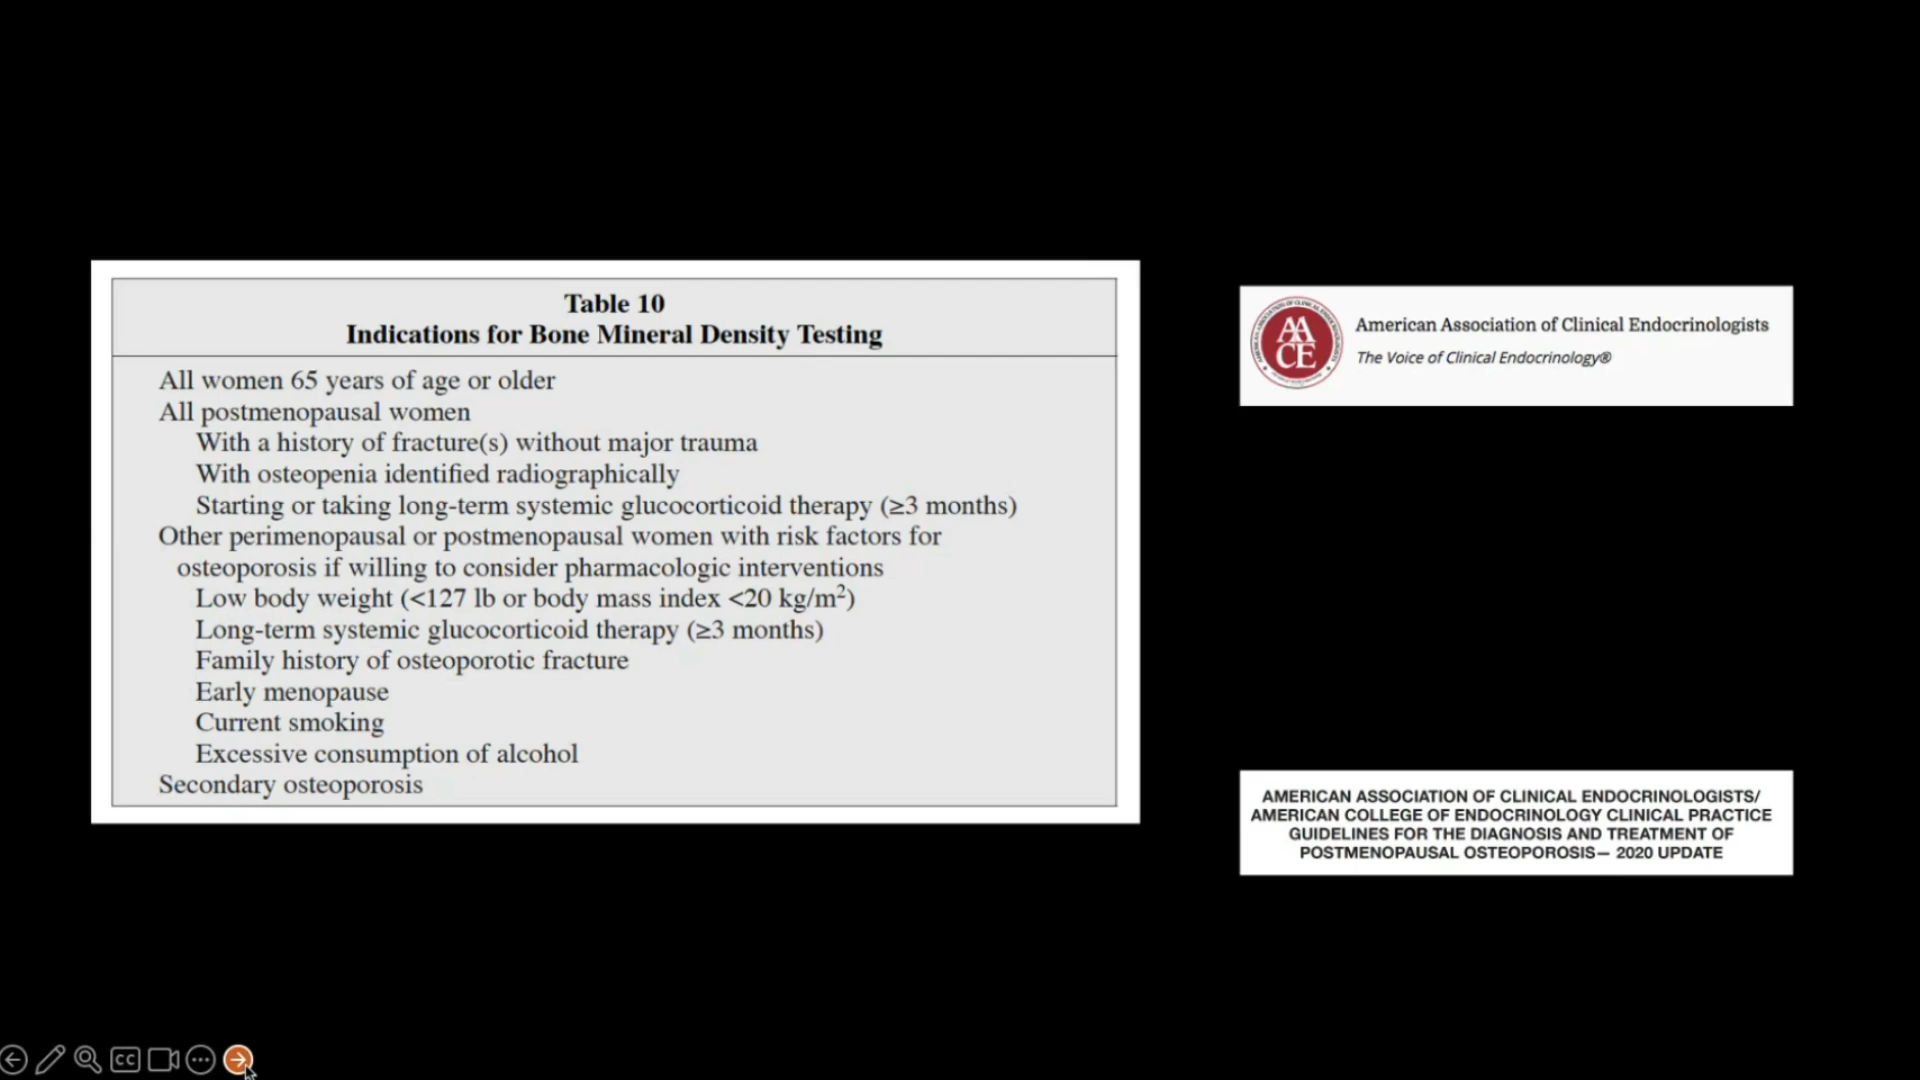 Table 10
Indications for Bone Mineral Density Testing
All women 65 years of age or older
All postmenopausal women
With a history of fracture(s) without major trauma
With osteopenia identified radiographically
Starting or taking long-term systemic glucocorticoid therapy (≥3 months)
Other perimenopausal or postmenopausal women with risk factors for
osteoporosis if willing to consider pharmacologic interventions
Low body weight (<127 lb or body mass index <20 kg/m²)
Long-term systemic glucocorticoid therapy (≥3 months)
Family history of osteoporotic fracture
Early menopause
Current smoking
Excessive consumption of alcohol
Secondary osteoporosis
AA
CE
American Association of Clinical Endocrinologists
The Voice of Clinical Endocrinology®
AMERICAN ASSOCIATION OF CLINICAL ENDOCRINOLOGISTS/
AMERICAN COLLEGE OF ENDOCRINOLOGY CLINICAL PRACTICE
GUIDELINES FOR THE DIAGNOSIS AND TREATMENT OF
POSTMENOPAUSAL OSTEOPOROSIS— 2020 UPDATE
CC